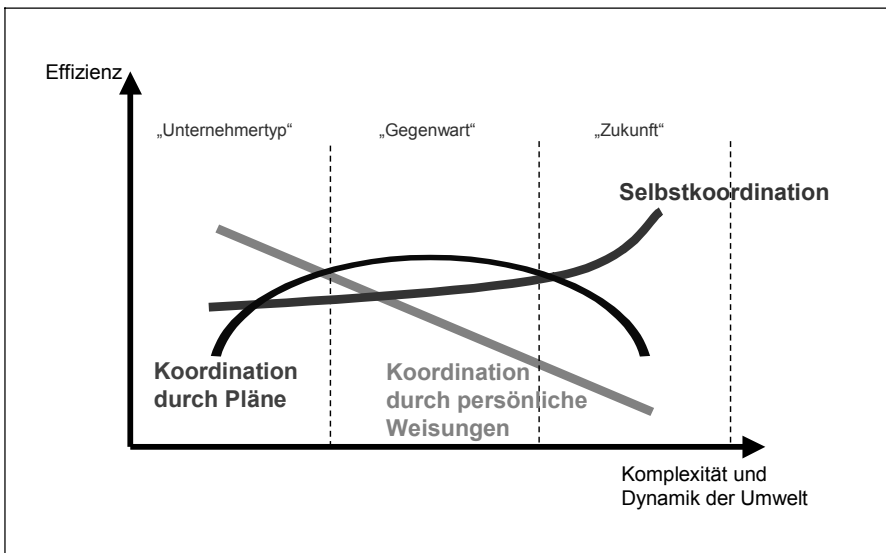 Effizienz
„Unternehmertyp“
„Gegenwart“
„Zukunft“
Selbstkoordination
Koordination
durch Pläne
Koordination
durch persönliche
Weisungen
Komplexität und
Dynamik der Umwelt